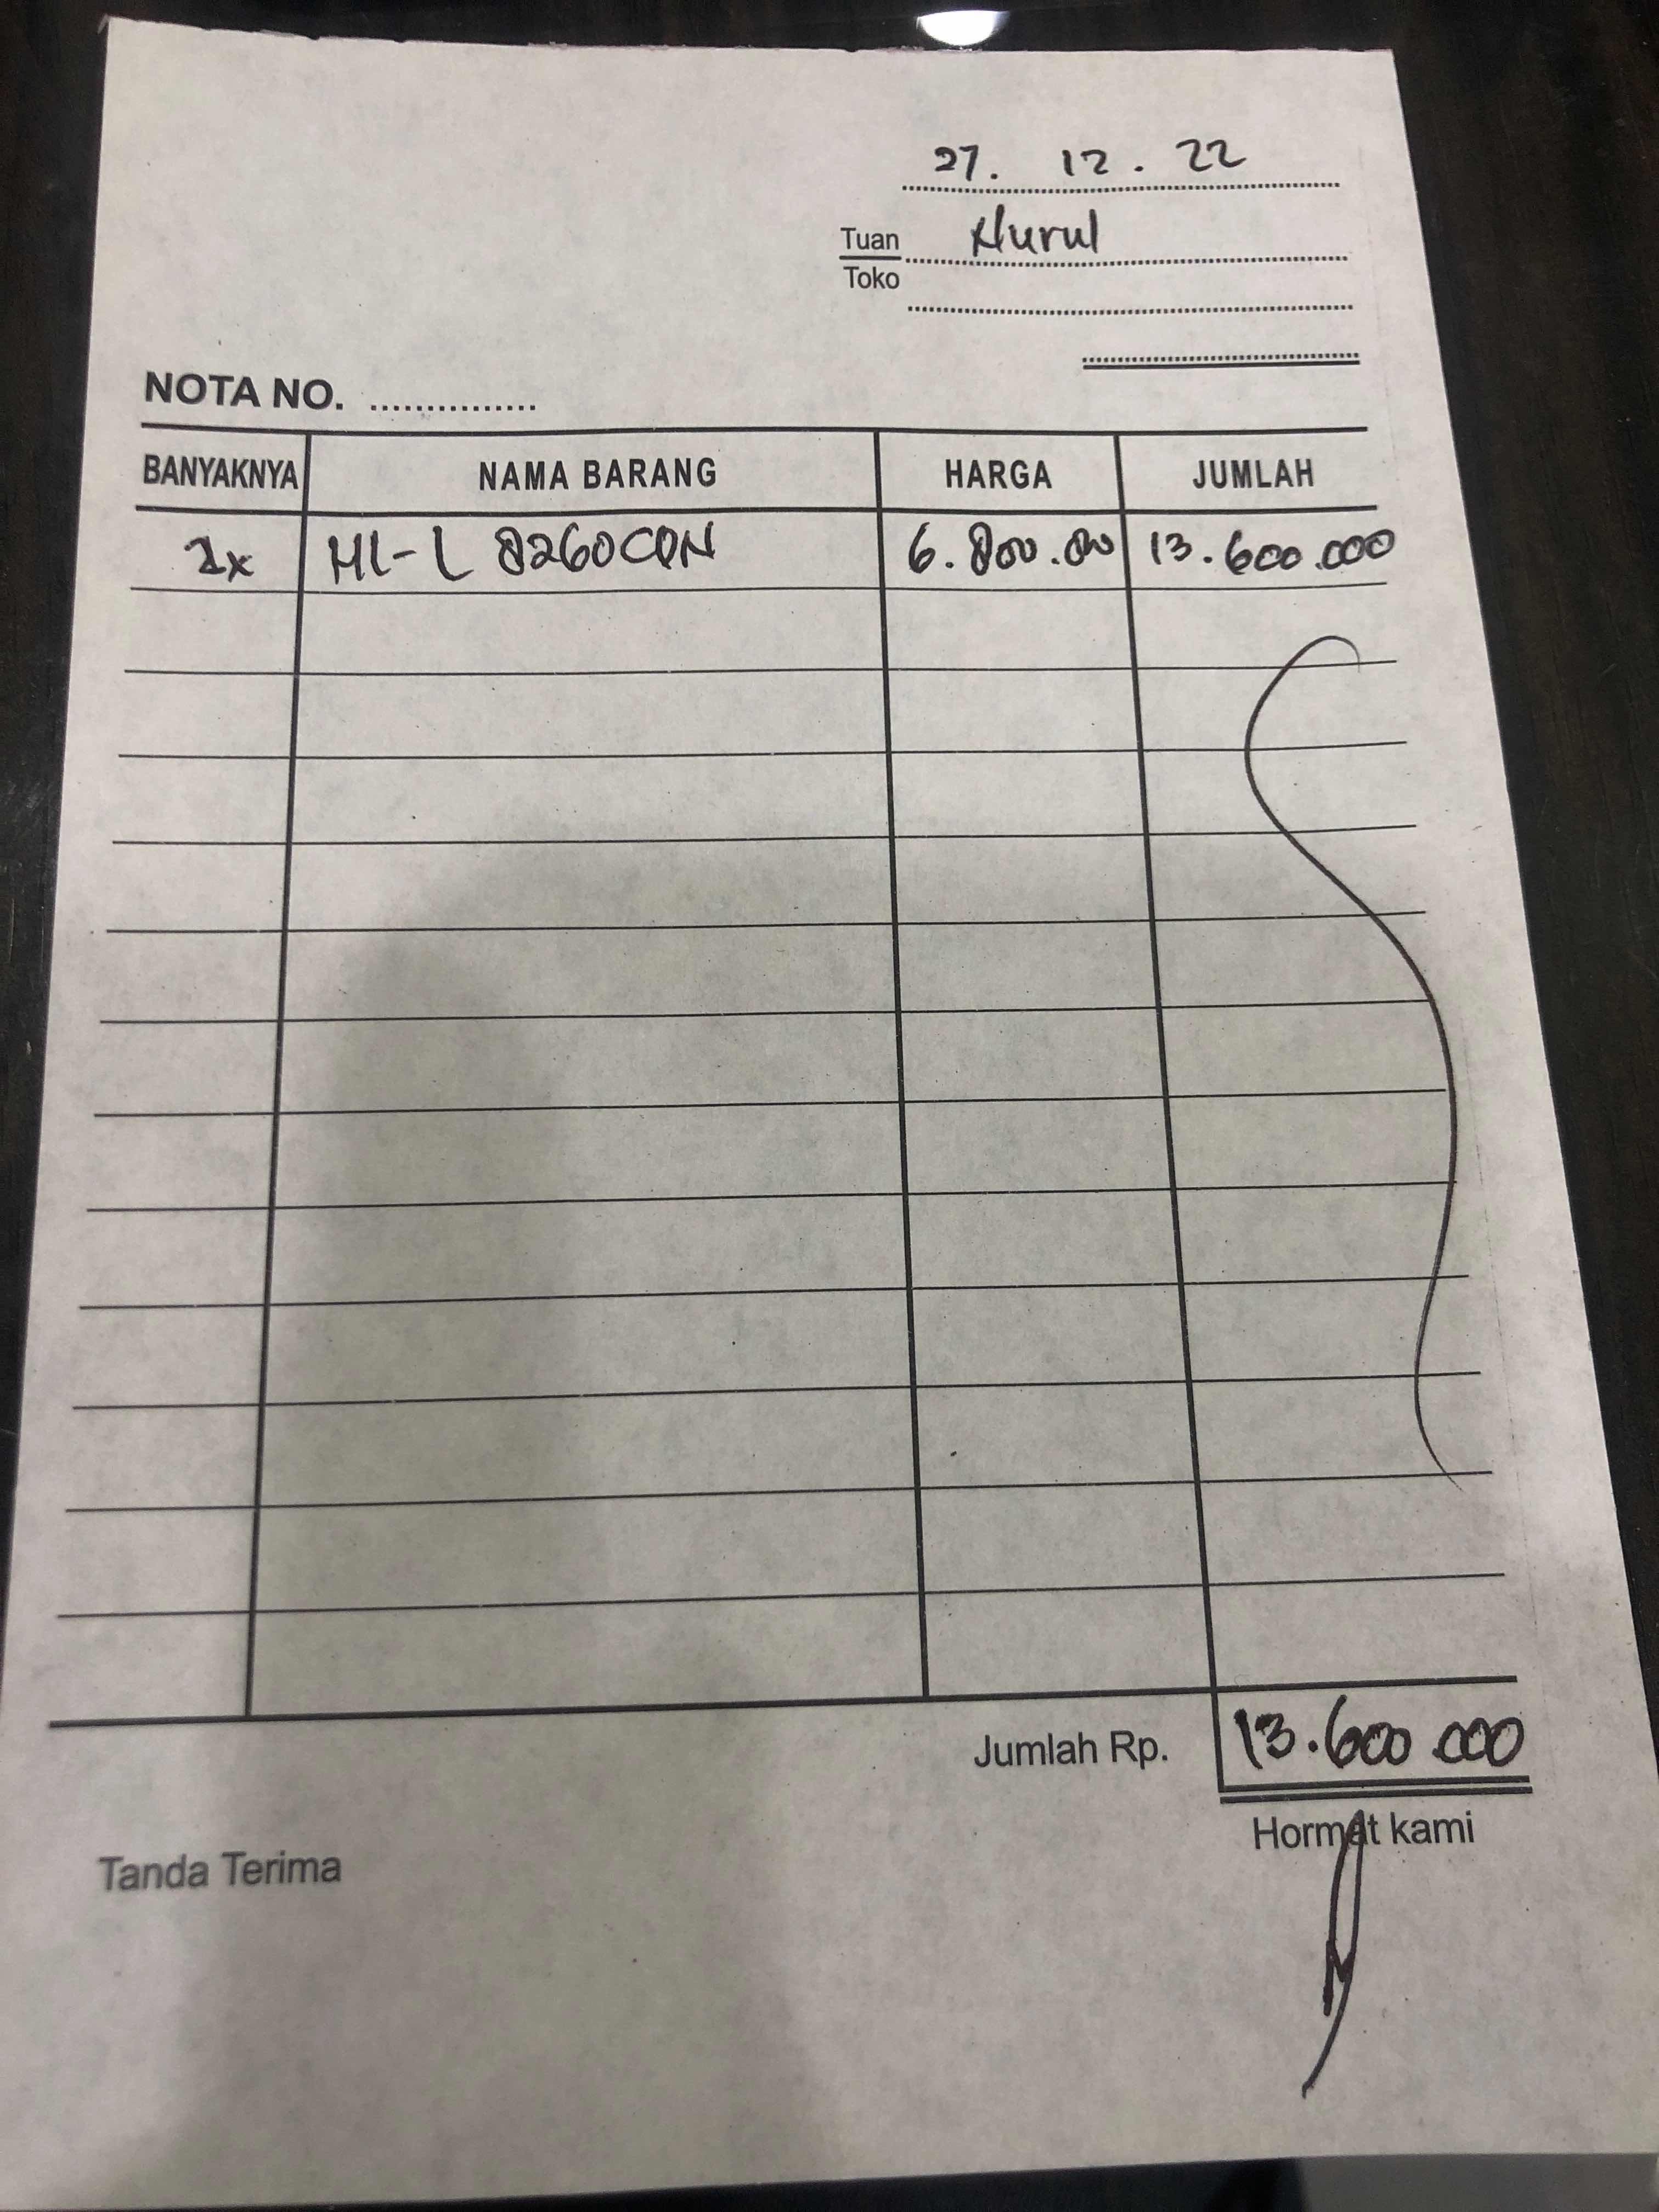 27. 12. 22
Tuan Nurul
Toko
NOTA NO. ...............
BANYAKNYA NAMA BARANG HARGA JUMLAH
2x HL-L 8260CDN 6.800.00 13.600.000
Jumlah Rp. 13.600.000
Hormat kami
Tanda Terima